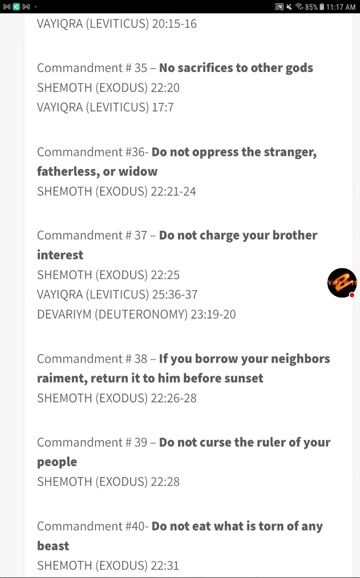 85% 11:17 AM
VAYIQRA (LEVITICUS) 20:15-16
Commandment # 35 – No sacrifices to other gods
SHEMOTH (EXODUS) 22:20
VAYIQRA (LEVITICUS) 17:7
Commandment #36- Do not oppress the stranger,
fatherless, or widow
SHEMOTH (EXODUS) 22:21-24
Commandment # 37 – Do not charge your brother
interest
SHEMOTH (EXODUS) 22:25
VAYIQRA (LEVITICUS) 25:36-37
DEVARIYM (DEUTERONOMY) 23:19-20
Commandment # 38 – If you borrow your neighbors
raiment, return it to him before sunset
SHEMOTH (EXODUS) 22:26-28
Commandment # 39 – Do not curse the ruler of your
people
SHEMOTH (EXODUS) 22:28
Commandment #40- Do not eat what is torn of any
beast
SHEMOTH (EXODUS) 22:31